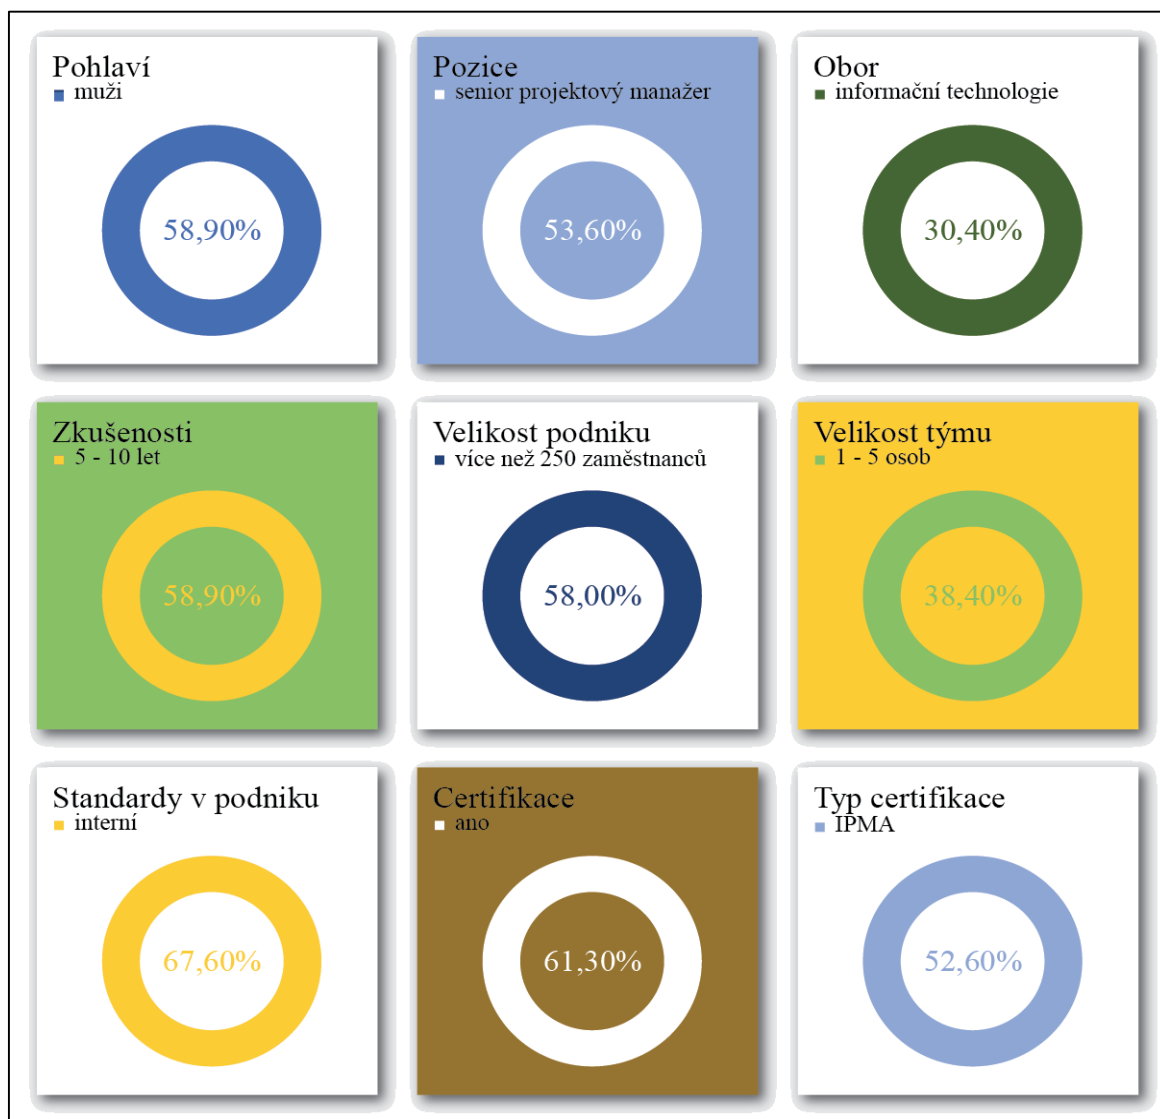 Pohlaví
muži
58,90%
Pozice
senior projektový manažer
53,60%
Obor
informační technologie
30,40%
Zkušenosti
5 - 10 let
58,90%
Velikost podniku
více než 250 zaměstnanců
58,00%
Velikost týmu
1 - 5 osob
38,40%
Standardy v podniku
interní
67,60%
Certifikace
ano
61,30%
Typ certifikace
IPMA
52,60%